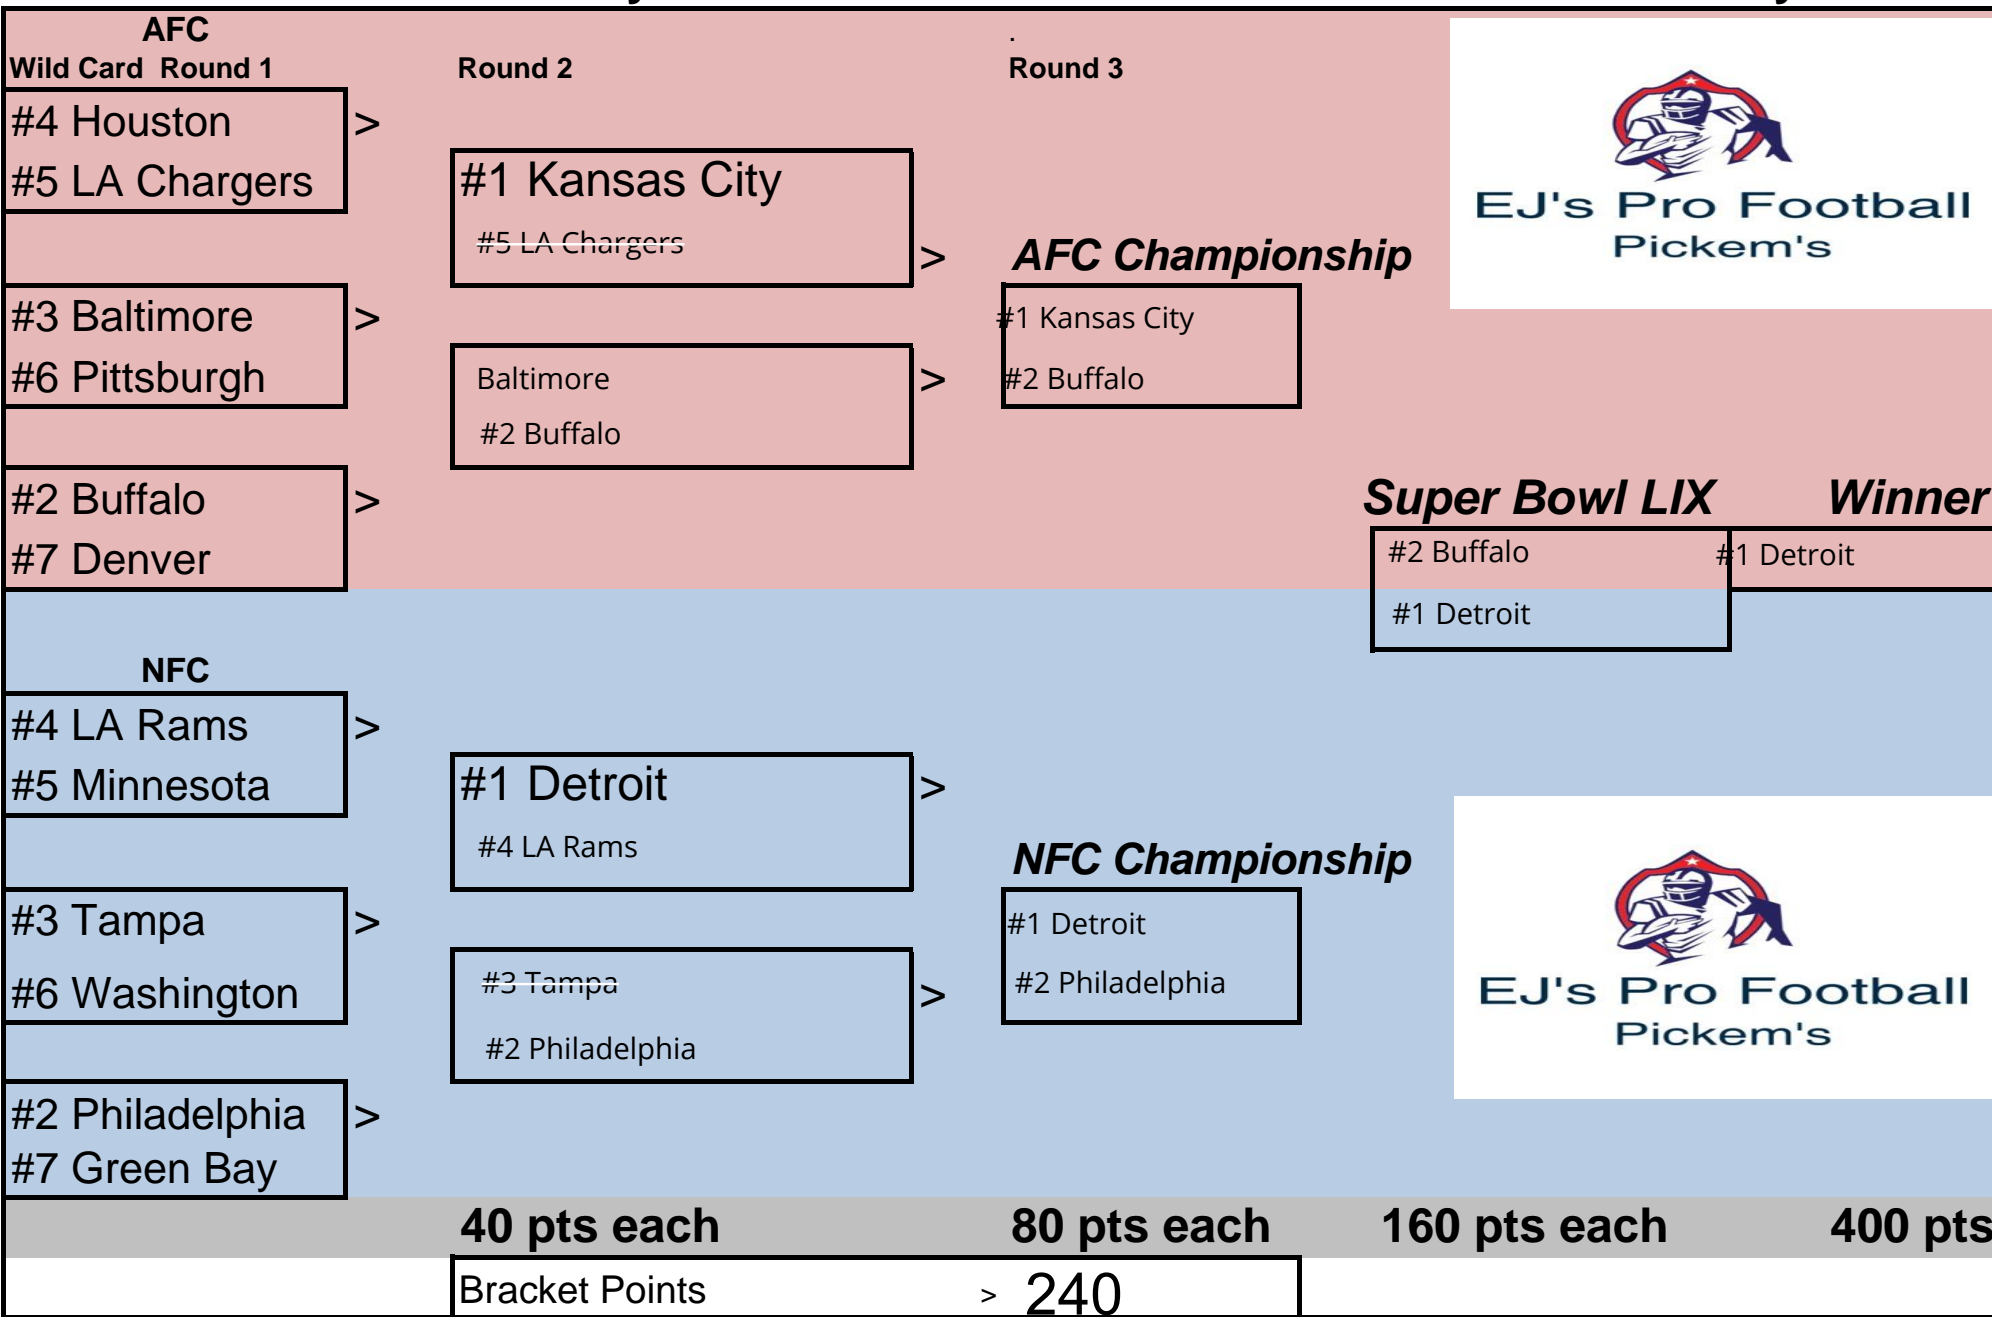 AFC
.
Wild Card Round 1
Round 2
Round 3
#4 Houston >
#5 LA Chargers
#1 Kansas City
#5 LA Chargers
>
AFC Championship
EJ's Pro Football
Pickem's
#3 Baltimore >
#6 Pittsburgh
Baltimore
#2 Buffalo
>
#1 Kansas City
#2 Buffalo
#2 Buffalo >
#7 Denver
Super Bowl LIX
Winner
#2 Buffalo
#1 Detroit
#1 Detroit
NFC
#4 LA Rams >
#5 Minnesota
#1 Detroit >
#4 LA Rams
NFC Championship
#3 Tampa >
#6 Washington
#3 Tampa
>
#2 Philadelphia
#1 Detroit
#2 Philadelphia
EJ's Pro Football
Pickem's
#2 Philadelphia >
#7 Green Bay
40 pts each
80 pts each
160 pts each
400 pts
Bracket Points > 240